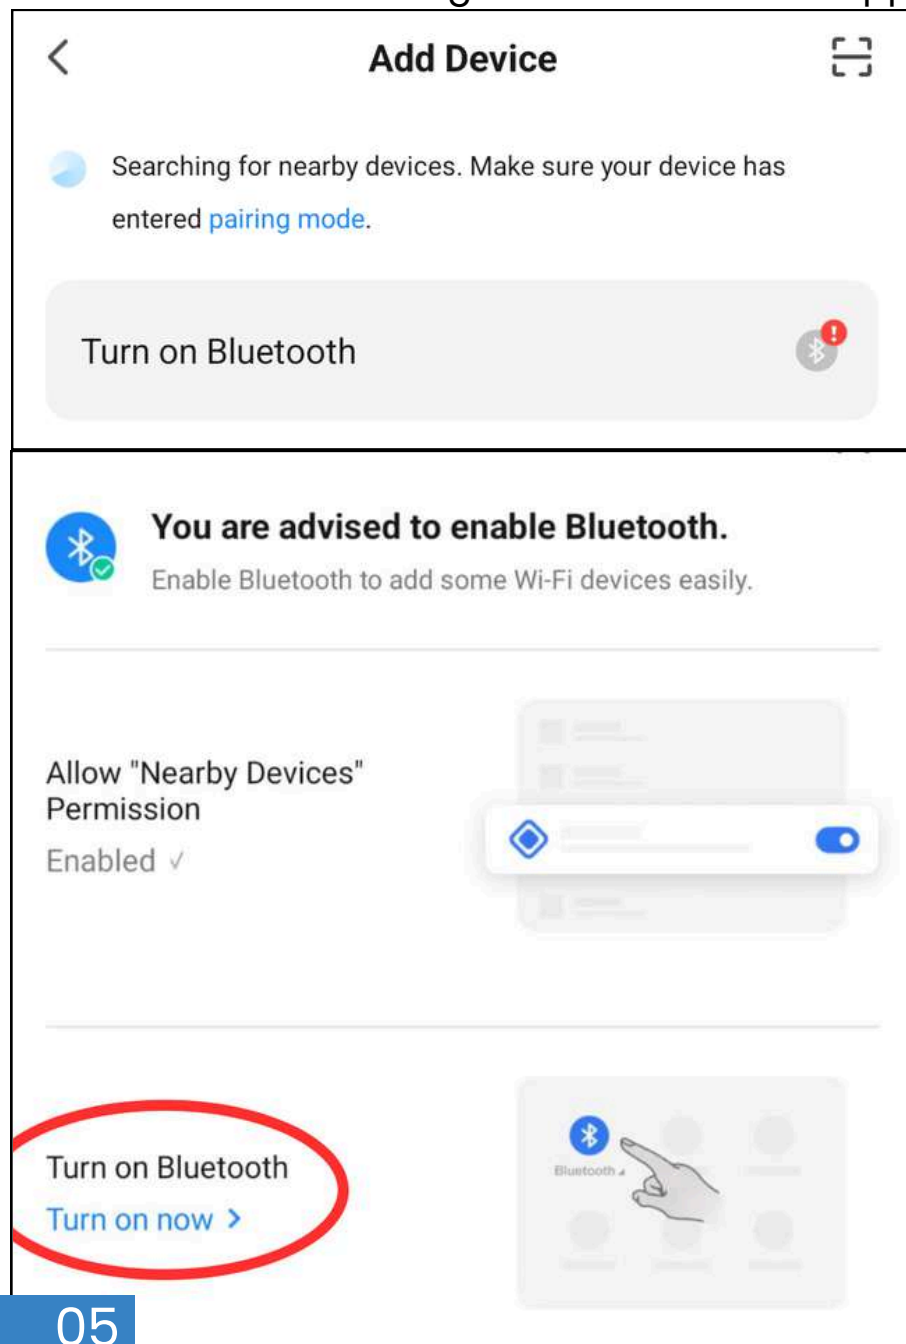 Add Device
Searching for nearby devices. Make sure your device has
entered pairing mode.
Turn on Bluetooth
You are advised to enable Bluetooth.
Enable Bluetooth to add some Wi-Fi devices easily.
Allow "Nearby Devices"
Permission
Enabled ✓
Bluetooth
Turn on Bluetooth
Turn on now >
05